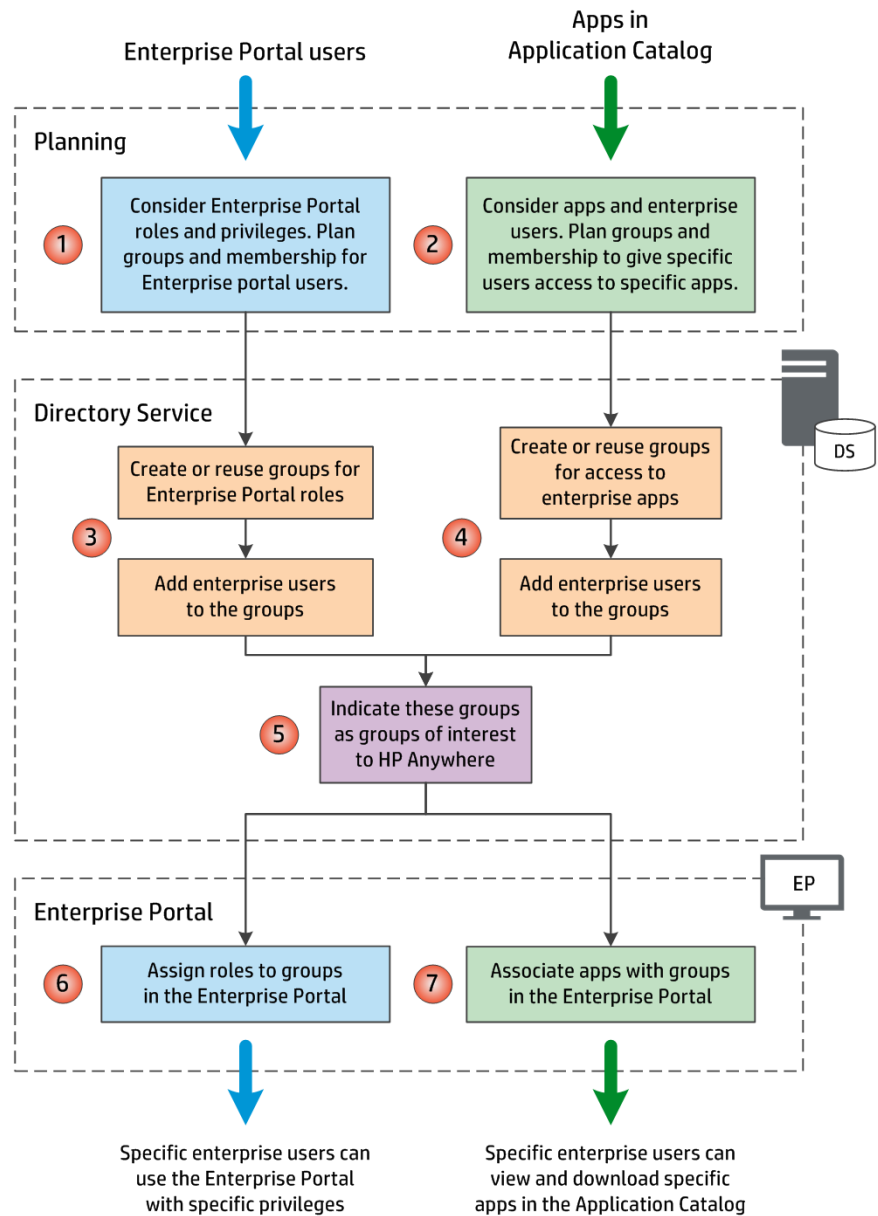 Enterprise Portal users
Apps in
Application Catalog
Planning
1
Consider Enterprise Portal
roles and privileges. Plan
groups and membership for
Enterprise portal users.
2
Consider apps and enterprise
users. Plan groups and
membership to give specific
users access to specific apps.
Directory Service
DS
Create or reuse groups for
Enterprise Portal roles
3
Add enterprise users
to the groups
Create or reuse groups
for access to
enterprise apps
4
Add enterprise users
to the groups
5
Indicate these groups
as groups of interest
to HP Anywhere
EP
Enterprise Portal
6
Assign roles to groups
in the Enterprise Portal
7
Associate apps with groups
in the Enterprise Portal
Specific enterprise users can
use the Enterprise Portal
with specific privileges
Specific enterprise users can
view and download specific
apps in the Application Catalog